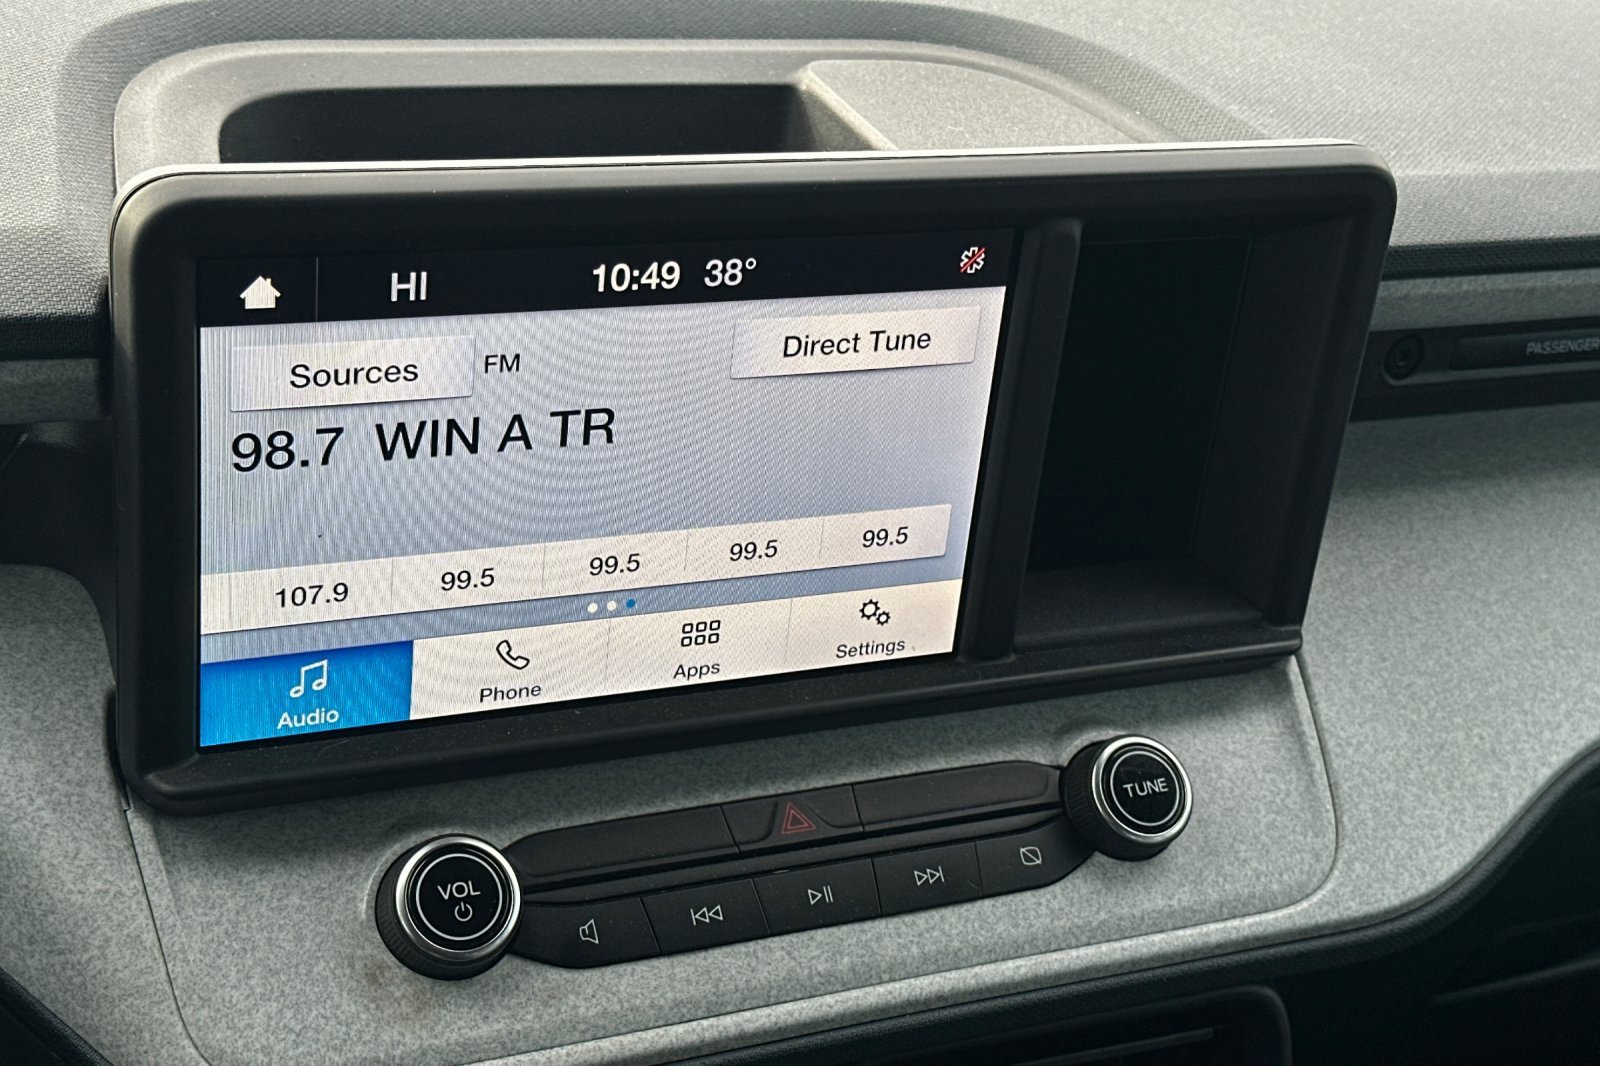 HI 10:49 38°
Sources FM Direct Tune
98.7 WIN A TR
107.9 99.5 99.5 99.5 99.5
Audio Phone Apps Settings
PASSENGER
TUNE
VOL